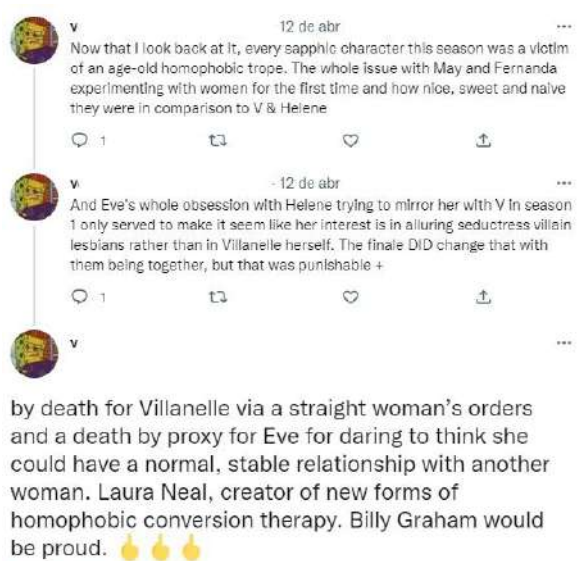 v 12 de abr ...
Now that I look back at it, every sapphic character this season was a victim
of an age-old homophobic trope. The whole issue with May and Fernanda
experimenting with women for the first time and how nice, sweet and naive
they were in comparison to V & Helene
1
v - 12 de abr ...
And Eve's whole obsession with Helene trying to mirror her with V in season
1 only served to make it seem like her interest is in alluring seductress villain
lesbians rather than in Villanelle herself. The finale DID change that with
them being together, but that was punishable +
1
v ...
by death for Villanelle via a straight woman’s orders
and a death by proxy for Eve for daring to think she
could have a normal, stable relationship with another
woman. Laura Neal, creator of new forms of
homophobic conversion therapy. Billy Graham would
be proud. 🖕🖕🖕